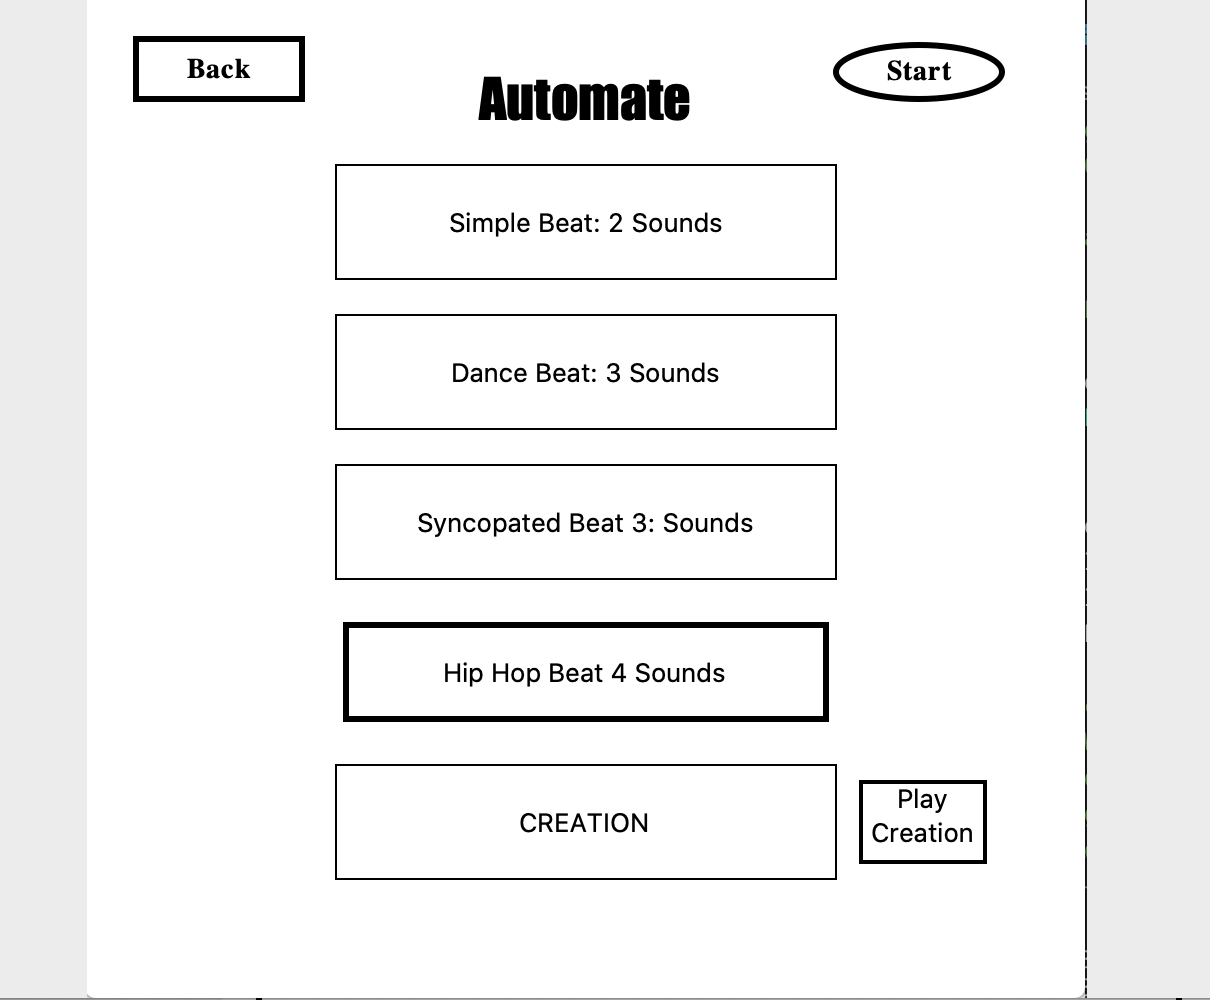 Back
Start
Automate
Simple Beat: 2 Sounds
Dance Beat: 3 Sounds
Syncopated Beat 3: Sounds
Hip Hop Beat 4 Sounds
CREATION
Play
Creation